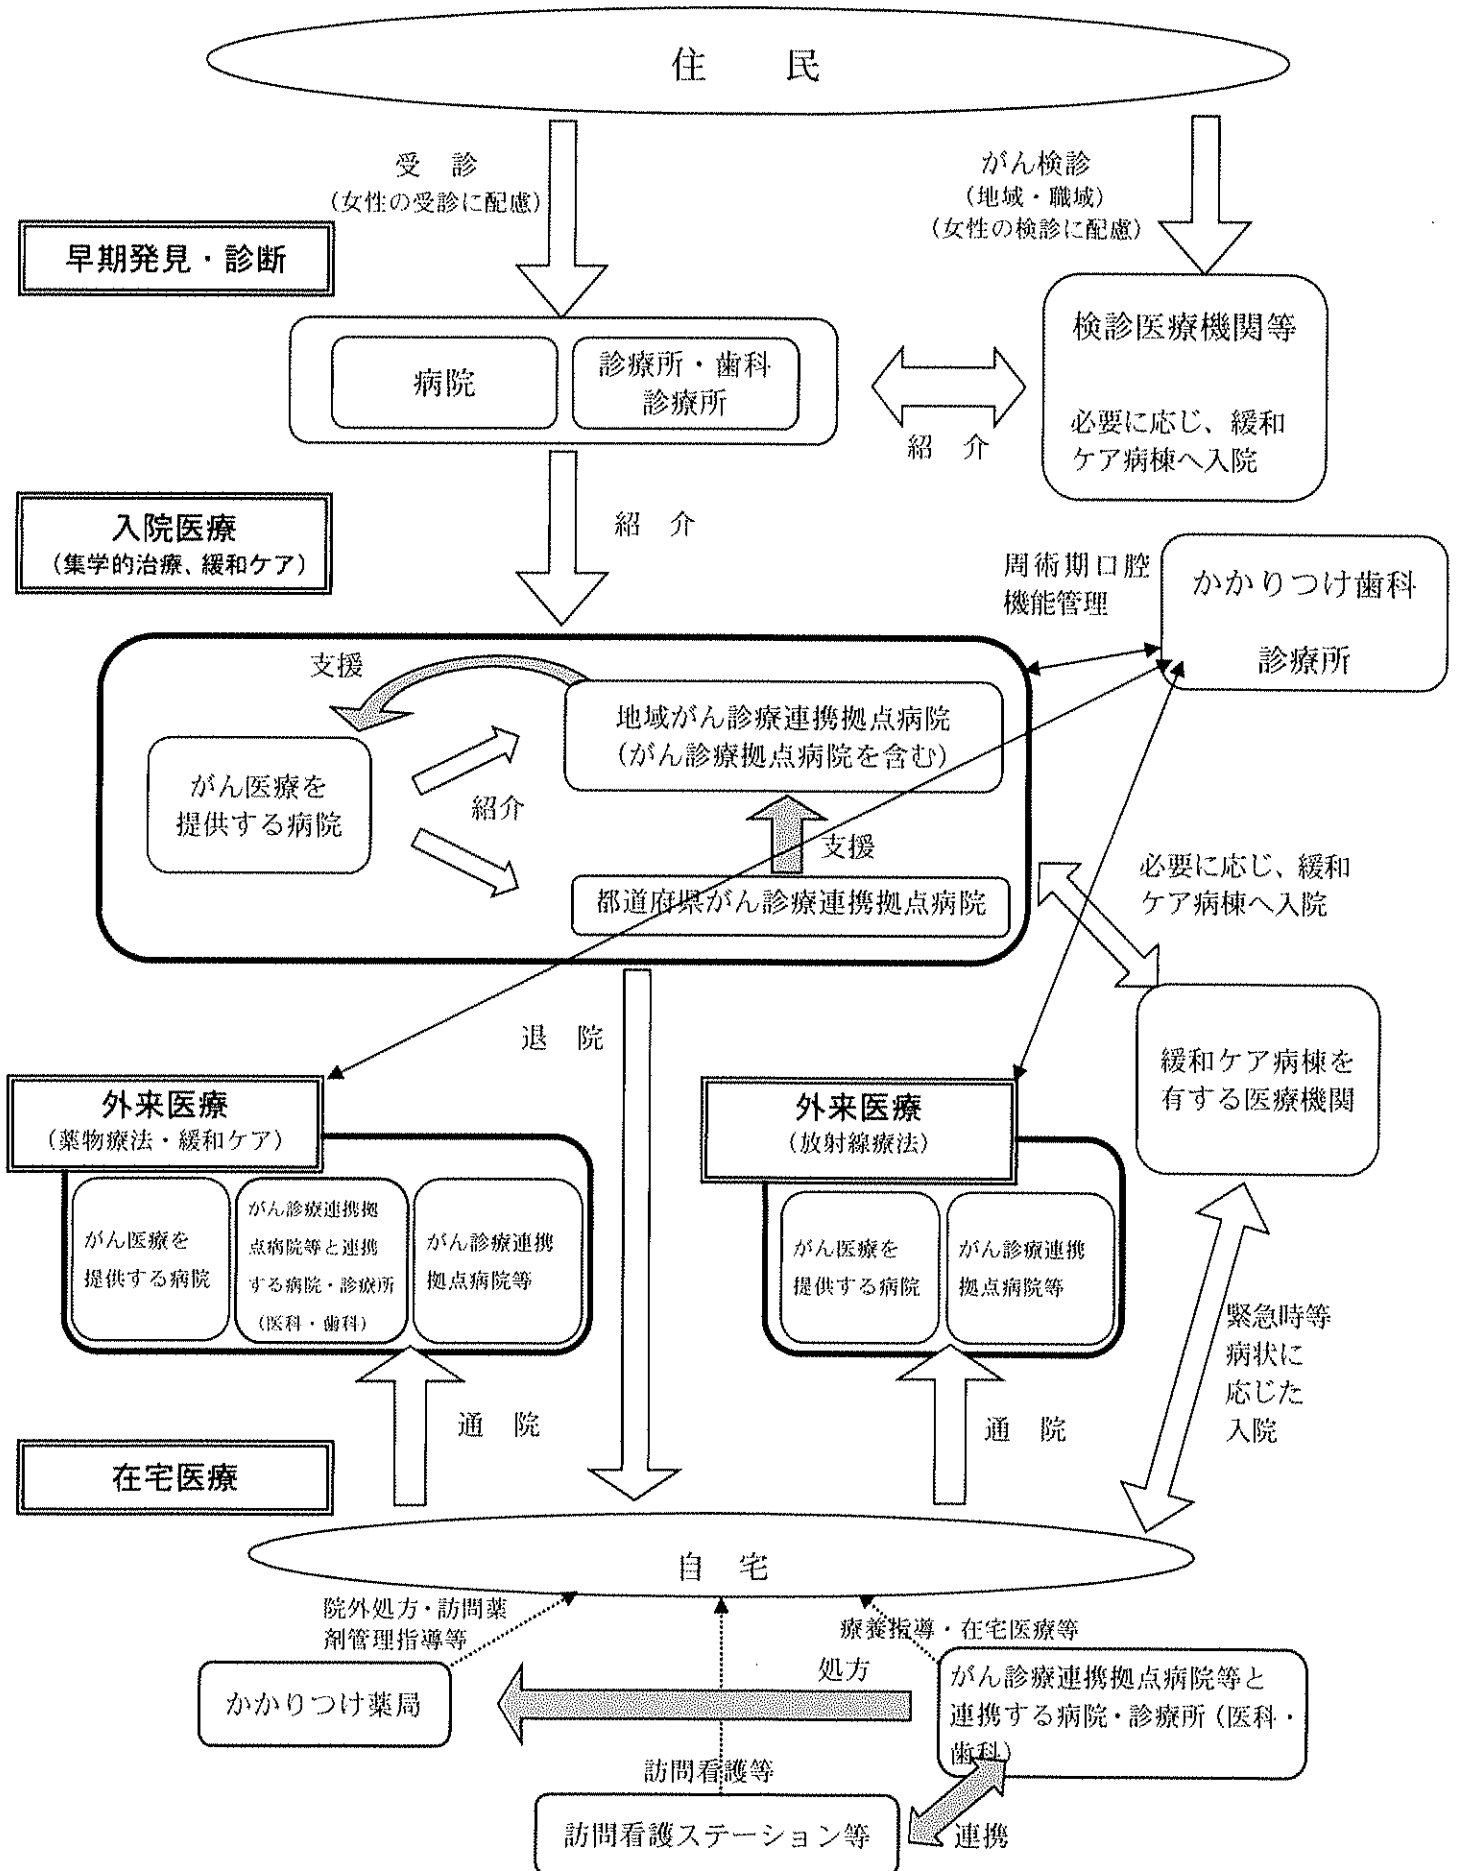 住　民
受　診
(女性の受診に配慮)
がん検診
(地域・職域)
(女性の検診に配慮)
早期発見・診断
病院
診療所・歯科
診療所
検診医療機関等
必要に応じ、緩和
ケア病棟へ入院
紹　介
入院医療
(集学的治療、緩和ケア)
紹　介
周術期口腔
機能管理
かかりつけ歯科
診療所
支援
地域がん診療連携拠点病院
(がん診療拠点病院を含む)
がん医療を
提供する病院
紹介
支援
都道府県がん診療連携拠点病院
必要に応じ、緩和
ケア病棟へ入院
退　院
緩和ケア病棟を
有する医療機関
外来医療
(薬物療法・緩和ケア)
がん医療を
提供する病院
がん診療連携拠
点病院等と連携
する病院・診療所
(医科・歯科)
がん診療連携
拠点病院等
外来医療
(放射線療法)
がん医療を
提供する病院
がん診療連携
拠点病院等
緊急時等
病状に
応じた
入院
通　院
通　院
在宅医療
自　宅
院外処方・訪問薬
剤管理指導等
療養指導・在宅医療等
処方
かかりつけ薬局
がん診療連携拠点病院等と
連携する病院・診療所（医科・
歯科）
訪問看護等
訪問看護ステーション等
連携